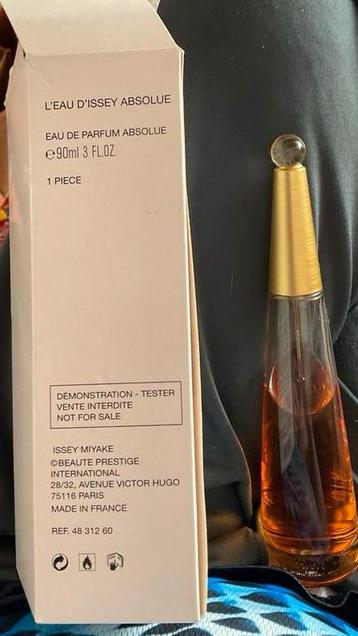 L'EAU D'ISSEY ABSOLUE
EAU DE PARFUM ABSOLUE
℮90ml 3 FL.OZ.
1 PIECE
DÉMONSTRATION - TESTER
VENTE INTERDITE
NOT FOR SALE
ISSEY MIYAKE
©BEAUTE PRESTIGE
INTERNATIONAL
28/32, AVENUE VICTOR HUGO
75116 PARIS
MADE IN FRANCE
REF. 48 312 60